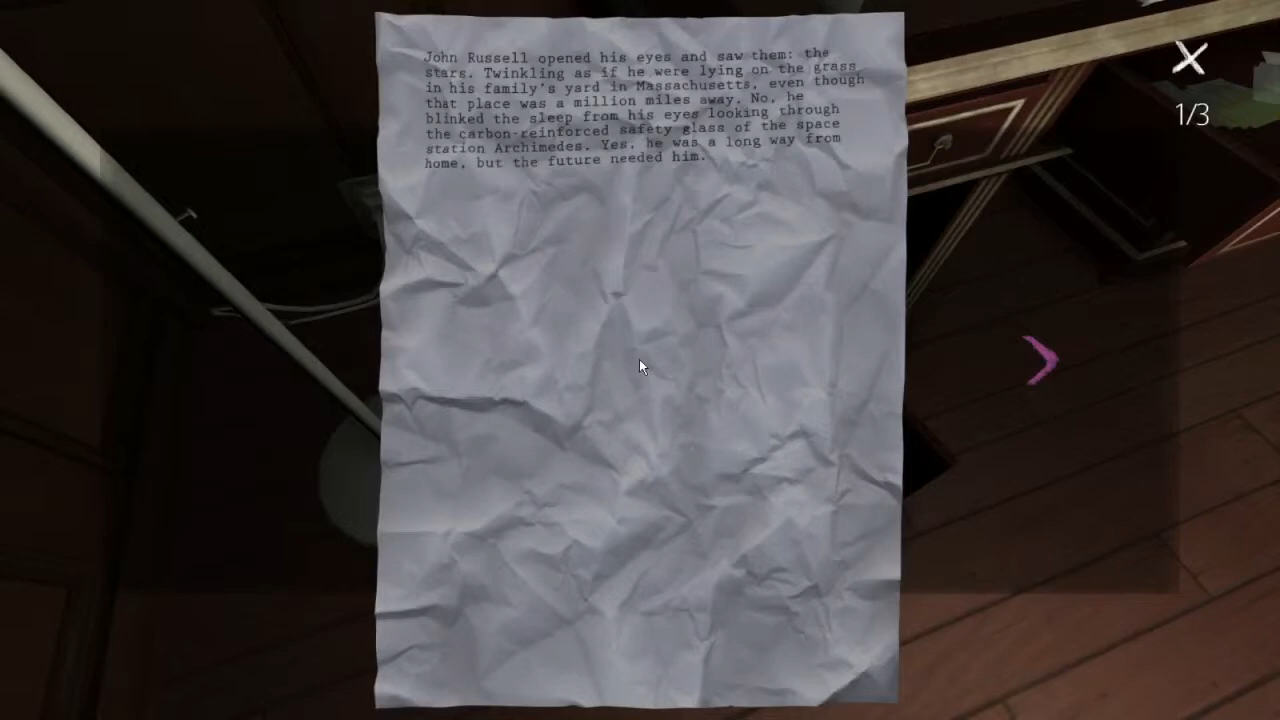 John Russell opened his eyes and saw them: the
stars. Twinkling as if he were lying on the grass
in his family's yard in Massachusetts, even though
that place was a million miles away. No, he
blinked the sleep from his eyes looking through
the carbon-reinforced safety glass of the space
station Archimedes. Yes, he was a long way from
home, but the future needed him.
1/3